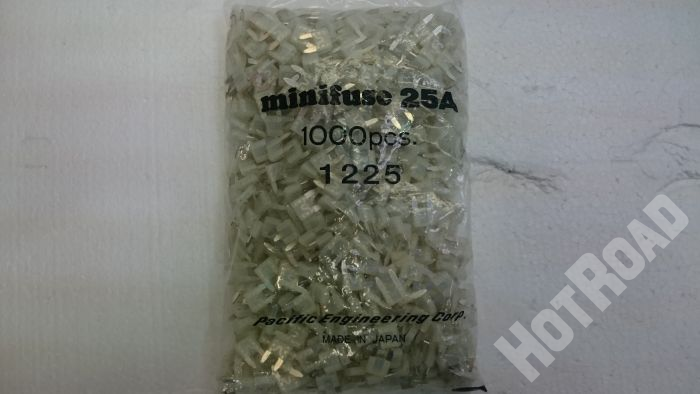 minifuse 25A
1000pcs.
1225
Pacific Engineering Corp.
MADE IN JAPAN
HOTROAD